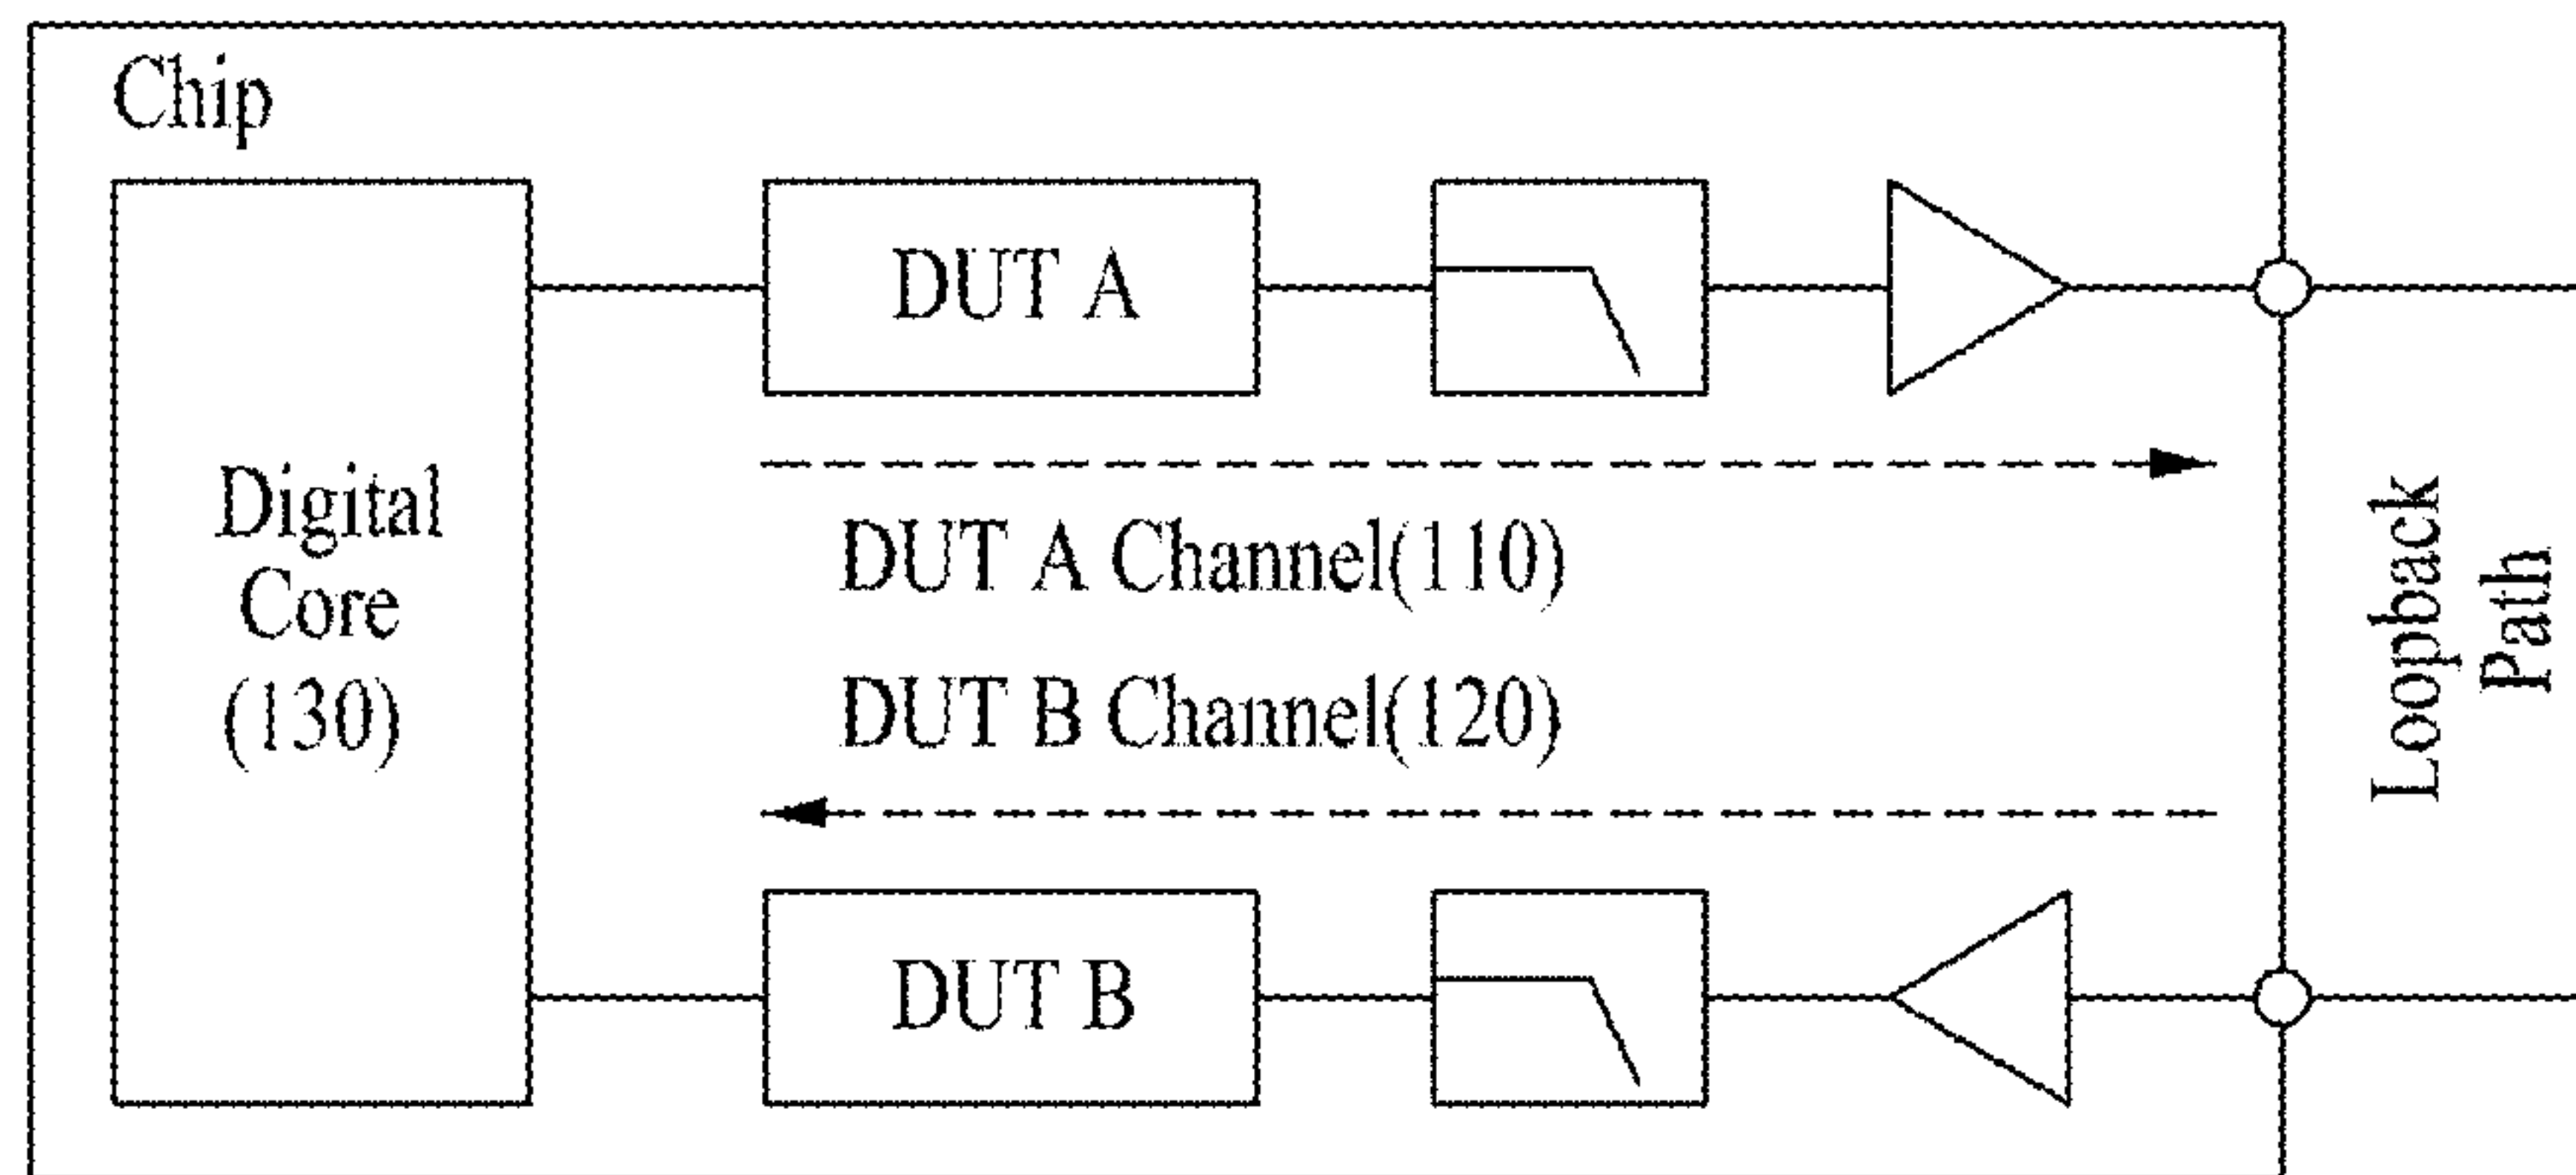 Chip
DUT A
Digital
Core
(130)
DUT A Channel(110)
DUT B Channel(120)
Loopback
Path
DUT B